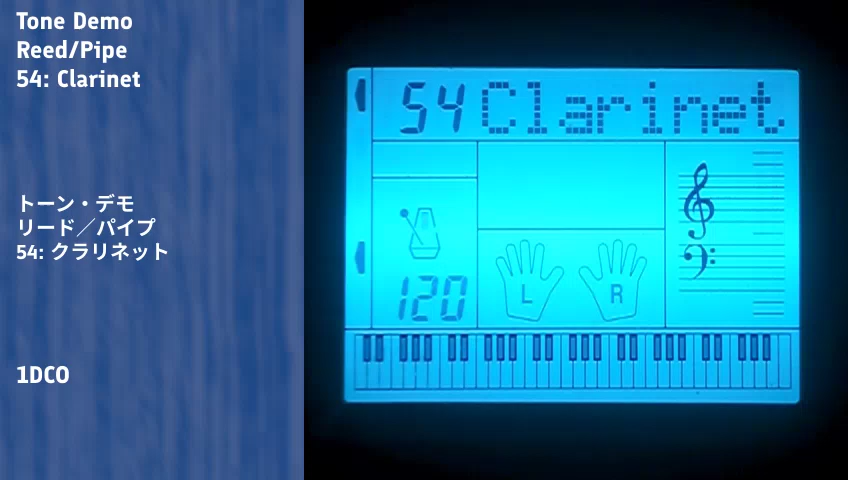 Tone Demo
Reed/Pipe
54: Clarinet
トーン・デモ
リード／パイプ
54: クラリネット
1DCO
54 Clarinet
120
L R